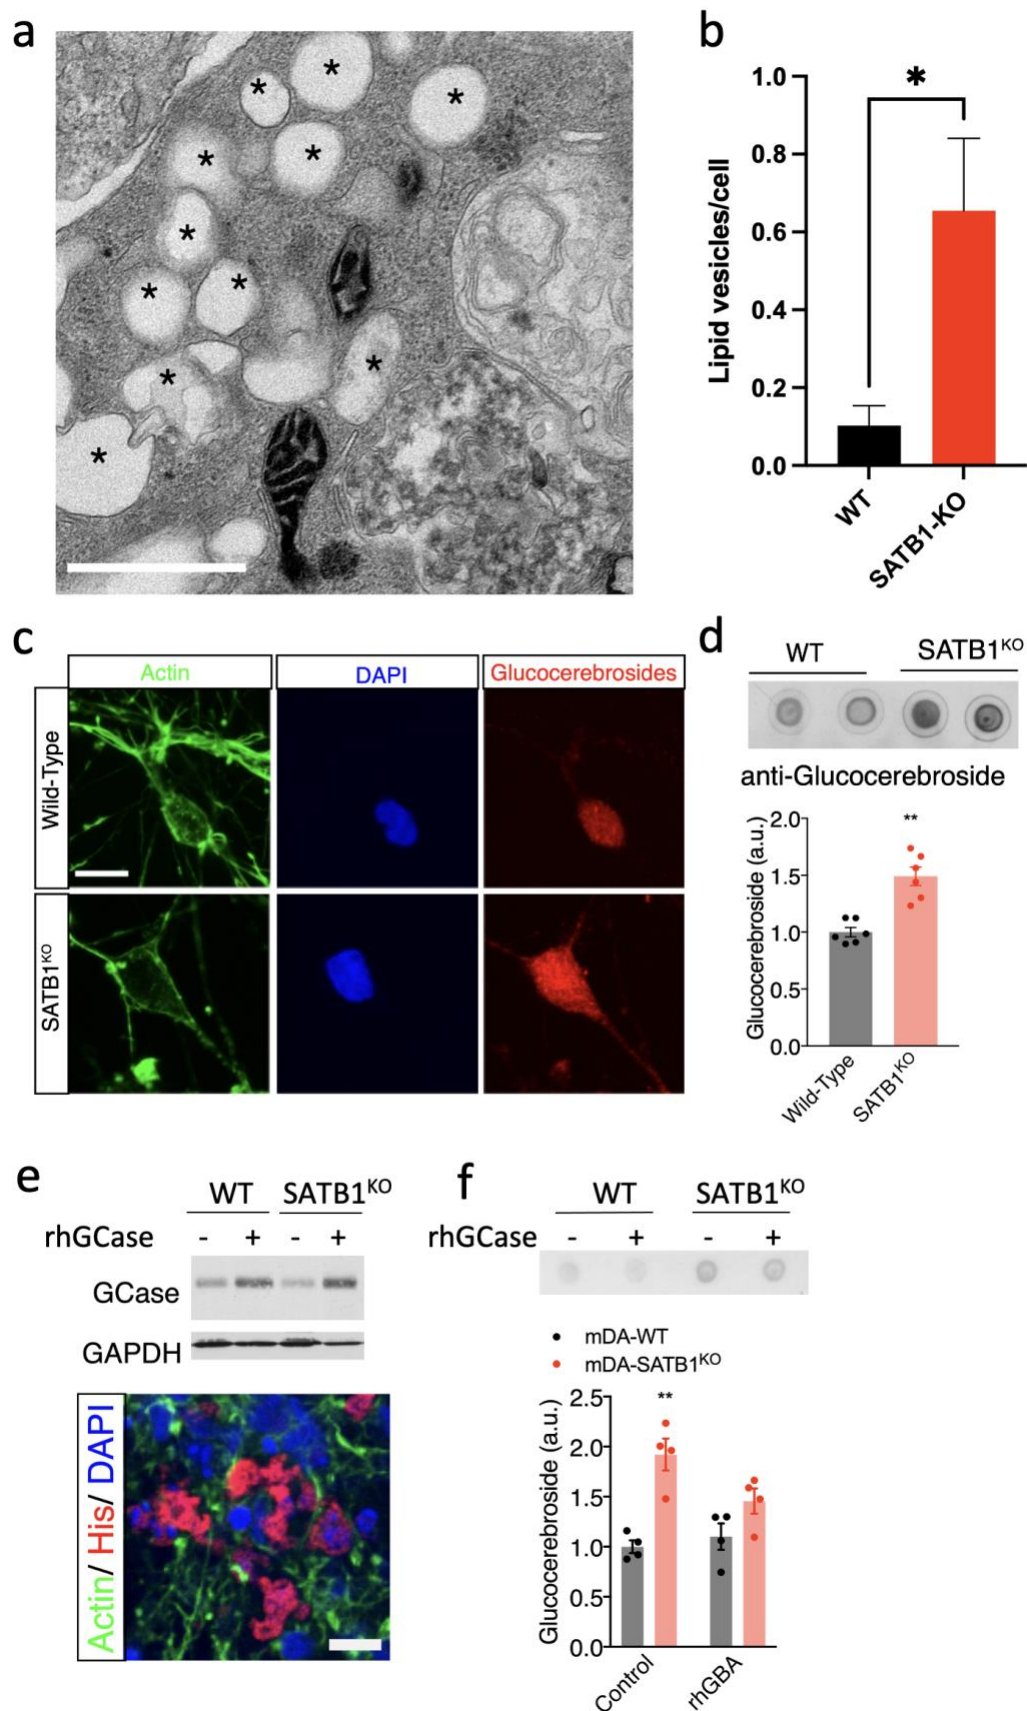 a
* * * * * * * * * * *
b
*
1.0
0.8
0.6
0.4
0.2
0.0
Lipid vesicles/cell
WT
SATB1-KO
c
Actin
DAPI
Glucocerebrosides
Wild-Type
SATB1KO
d
WT SATB1KO
anti-Glucocerebroside
**
2.0
1.5
1.0
0.5
0.0
Glucocerebroside (a.u.)
Wild-Type
SATB1KO
e
WT SATB1KO
rhGCase - + - +
GCase
GAPDH
Actin/ His/ DAPI
f
WT SATB1KO
rhGCase - + - +
mDA-WT
mDA-SATB1KO
**
2.5
2.0
1.5
1.0
0.5
0.0
Glucocerebroside (a.u.)
Control
rhGBA